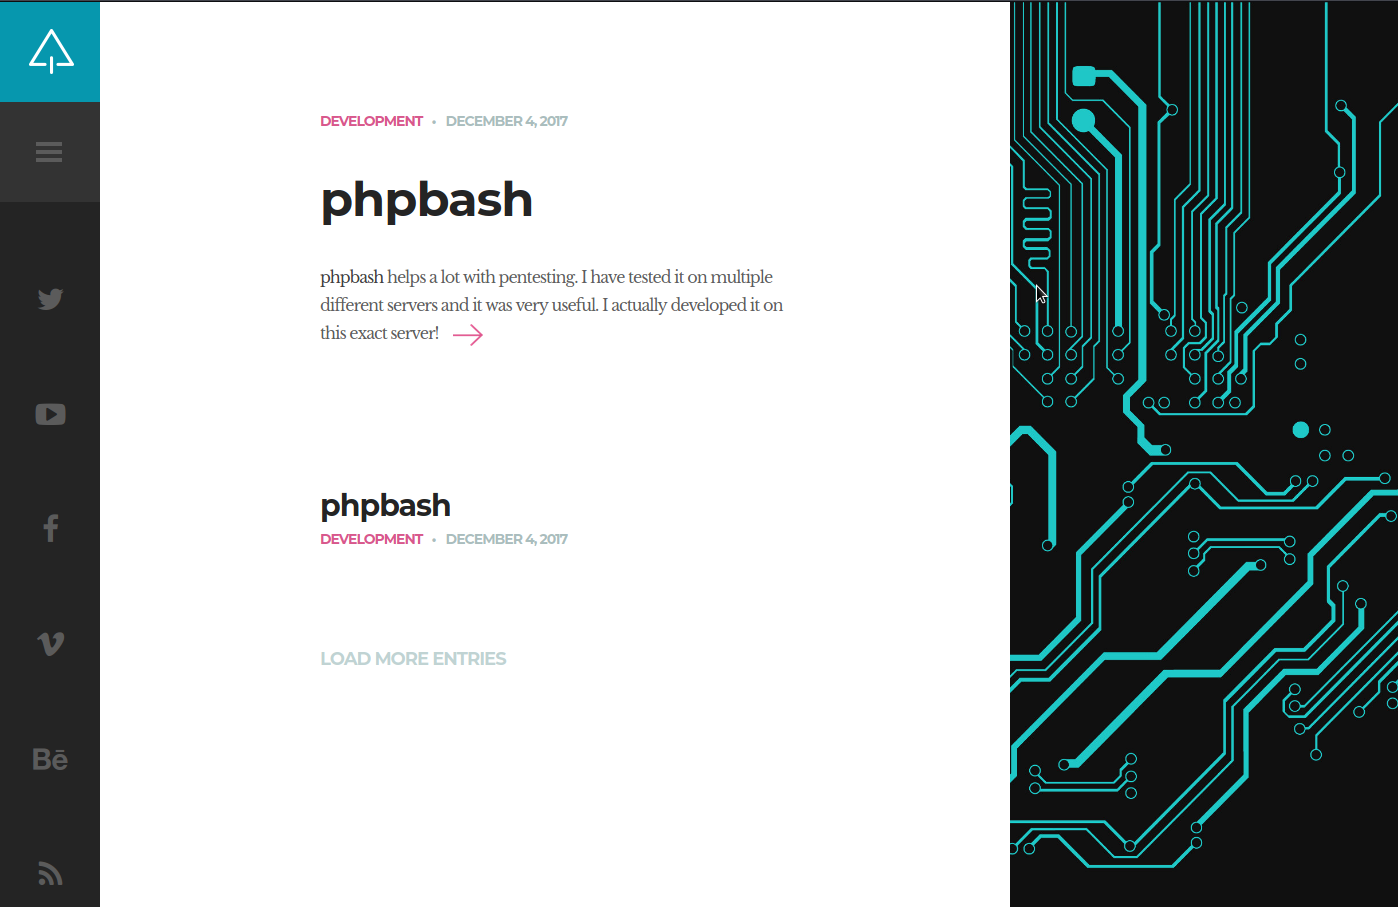 DEVELOPMENT • DECEMBER 4, 2017
phpbash
phpbash helps a lot with pentesting. I have tested it on multiple
different servers and it was very useful. I actually developed it on
this exact server!
phpbash
DEVELOPMENT • DECEMBER 4, 2017
LOAD MORE ENTRIES
Bē